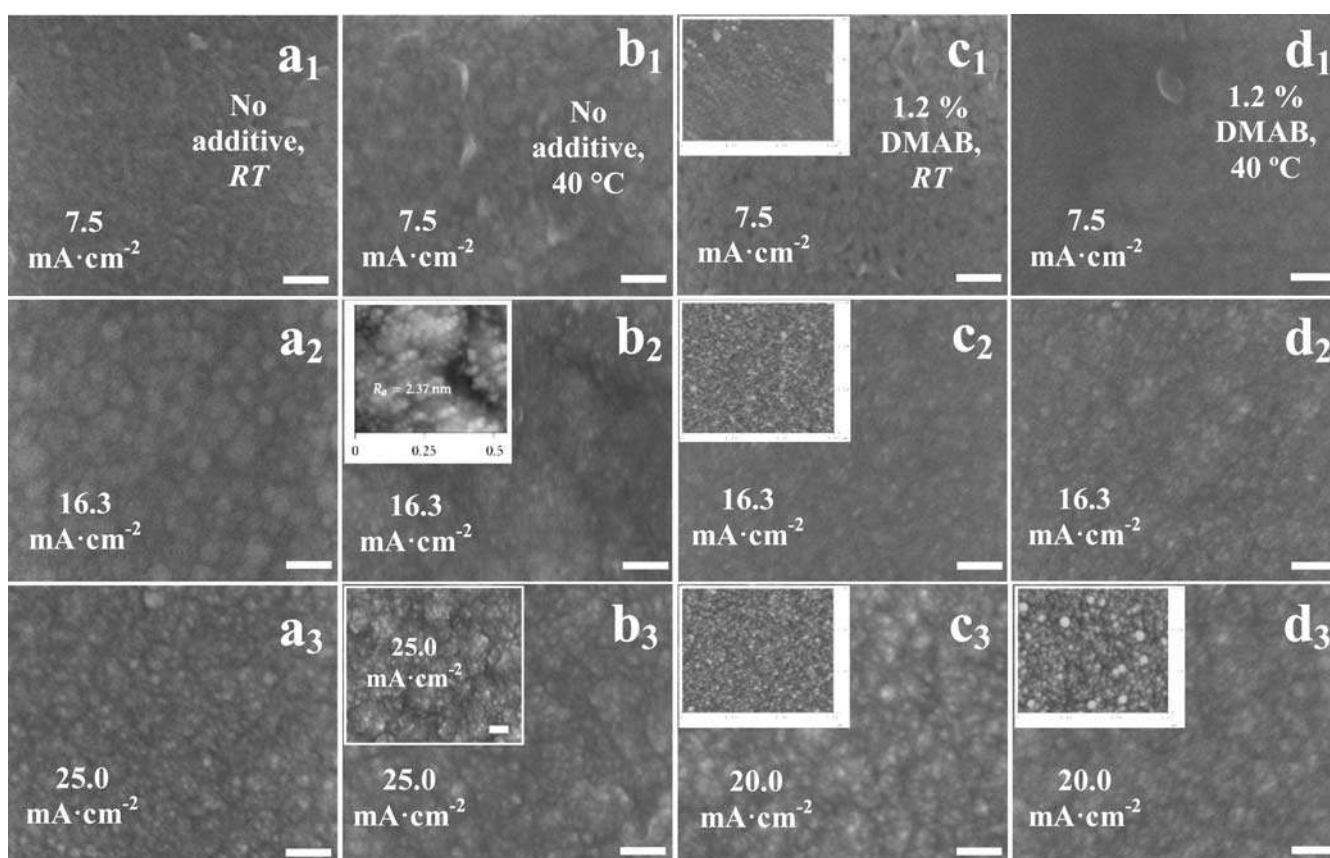 a₁
No
additive,
RT
7.5
mA·cm⁻²
b₁
No
additive,
40 °C
7.5
mA·cm⁻²
c₁
1.2 %
DMAB,
RT
7.5
mA·cm⁻²
d₁
1.2 %
DMAB,
40 ºC
7.5
mA·cm⁻²
a₂
16.3
mA·cm⁻²
b₂
Rₐ = 2.37 nm
0 0.25 0.5
16.3
mA·cm⁻²
c₂
16.3
mA·cm⁻²
d₂
16.3
mA·cm⁻²
a₃
25.0
mA·cm⁻²
b₃
25.0
mA·cm⁻²
25.0
mA·cm⁻²
c₃
20.0
mA·cm⁻²
d₃
20.0
mA·cm⁻²